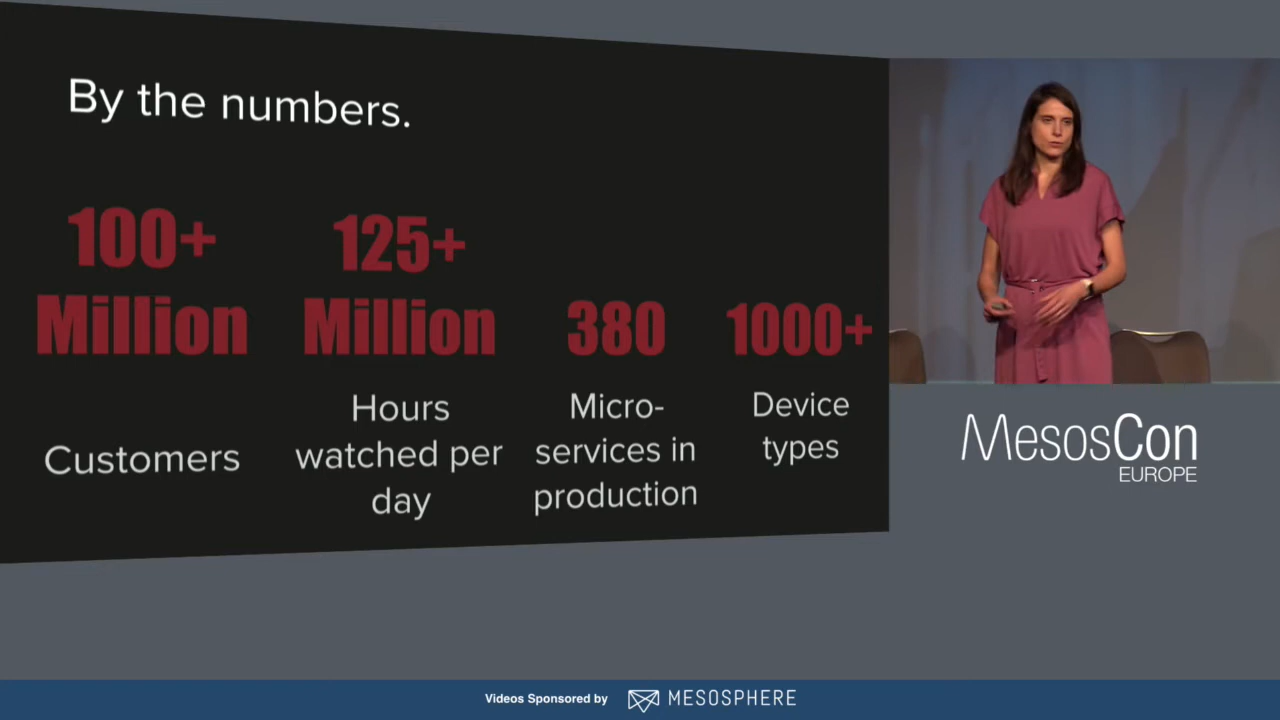 By the numbers.
100+
Million
Customers
125+
Million
Hours
watched per
day
380
Micro-
services in
production
1000+
Device
types
MesosCon
EUROPE
Videos Sponsored by MESOSPHERE